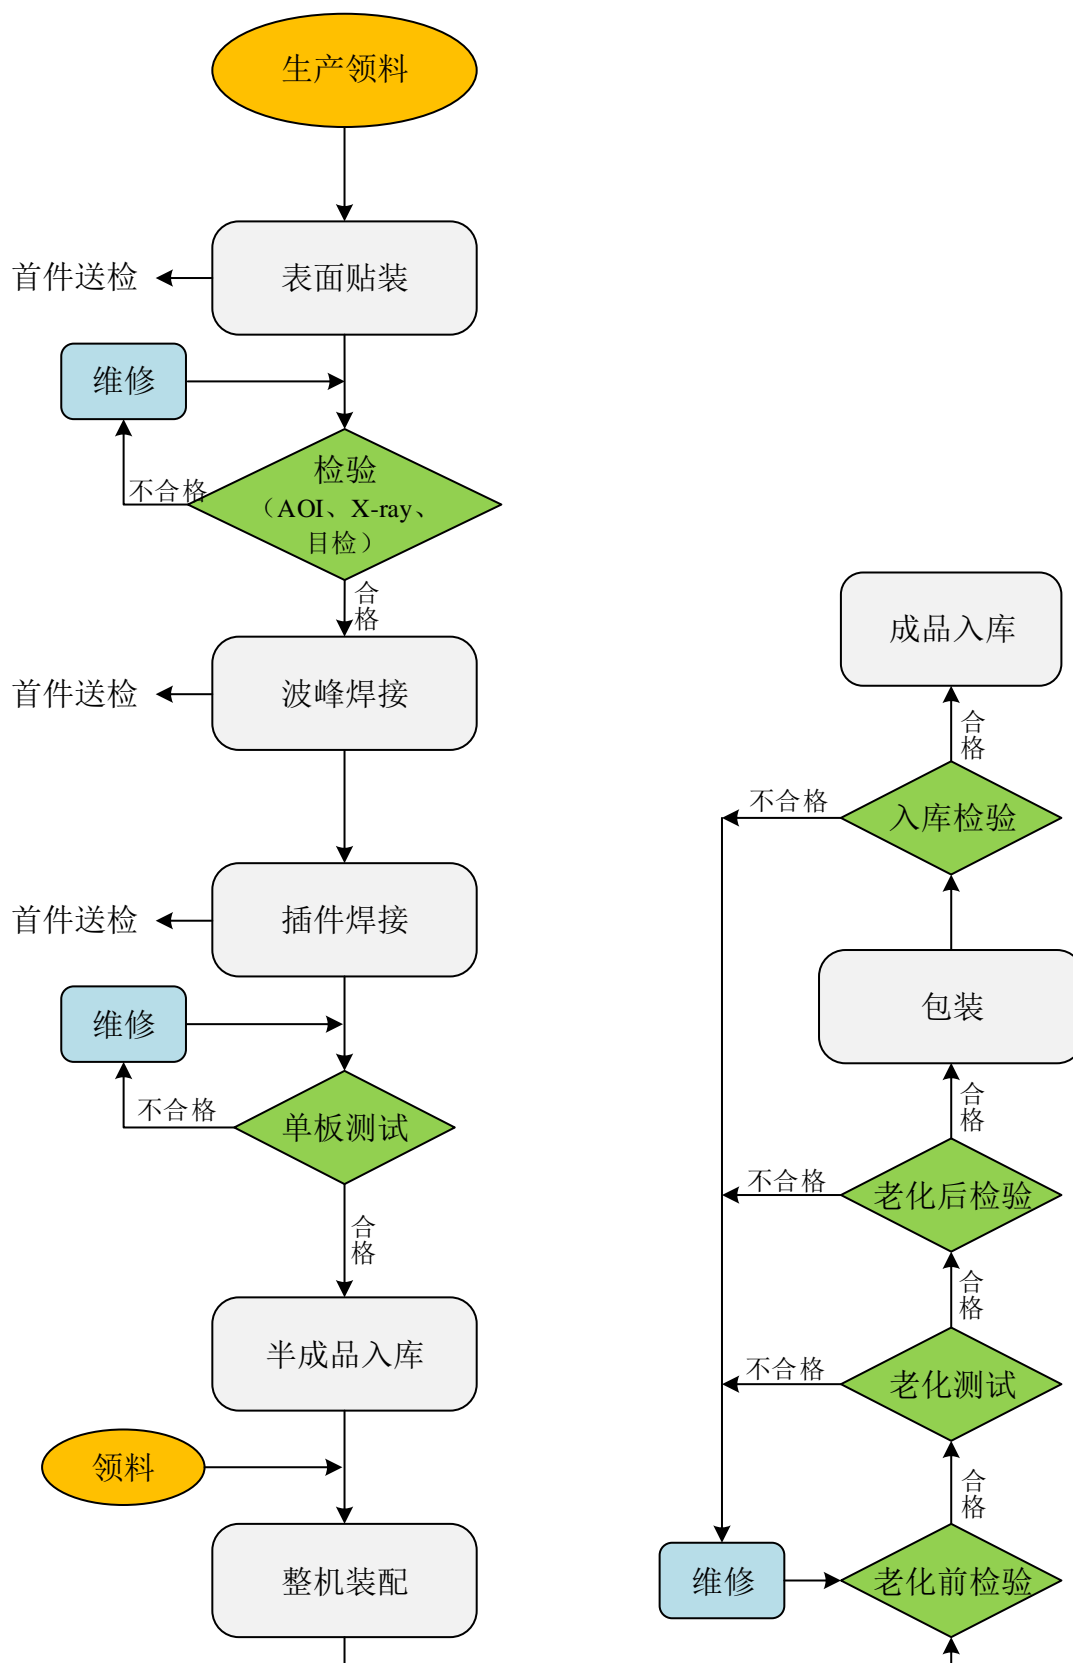 生产领料
表面贴装
首件送检
维修
不合格
检验
（AOI、X-ray、
目检）
合格
波峰焊接
首件送检
插件焊接
首件送检
维修
不合格
单板测试
合格
半成品入库
领料
整机装配
成品入库
合格
不合格
入库检验
包装
合格
不合格
老化后检验
合格
不合格
老化测试
合格
维修
老化前检验